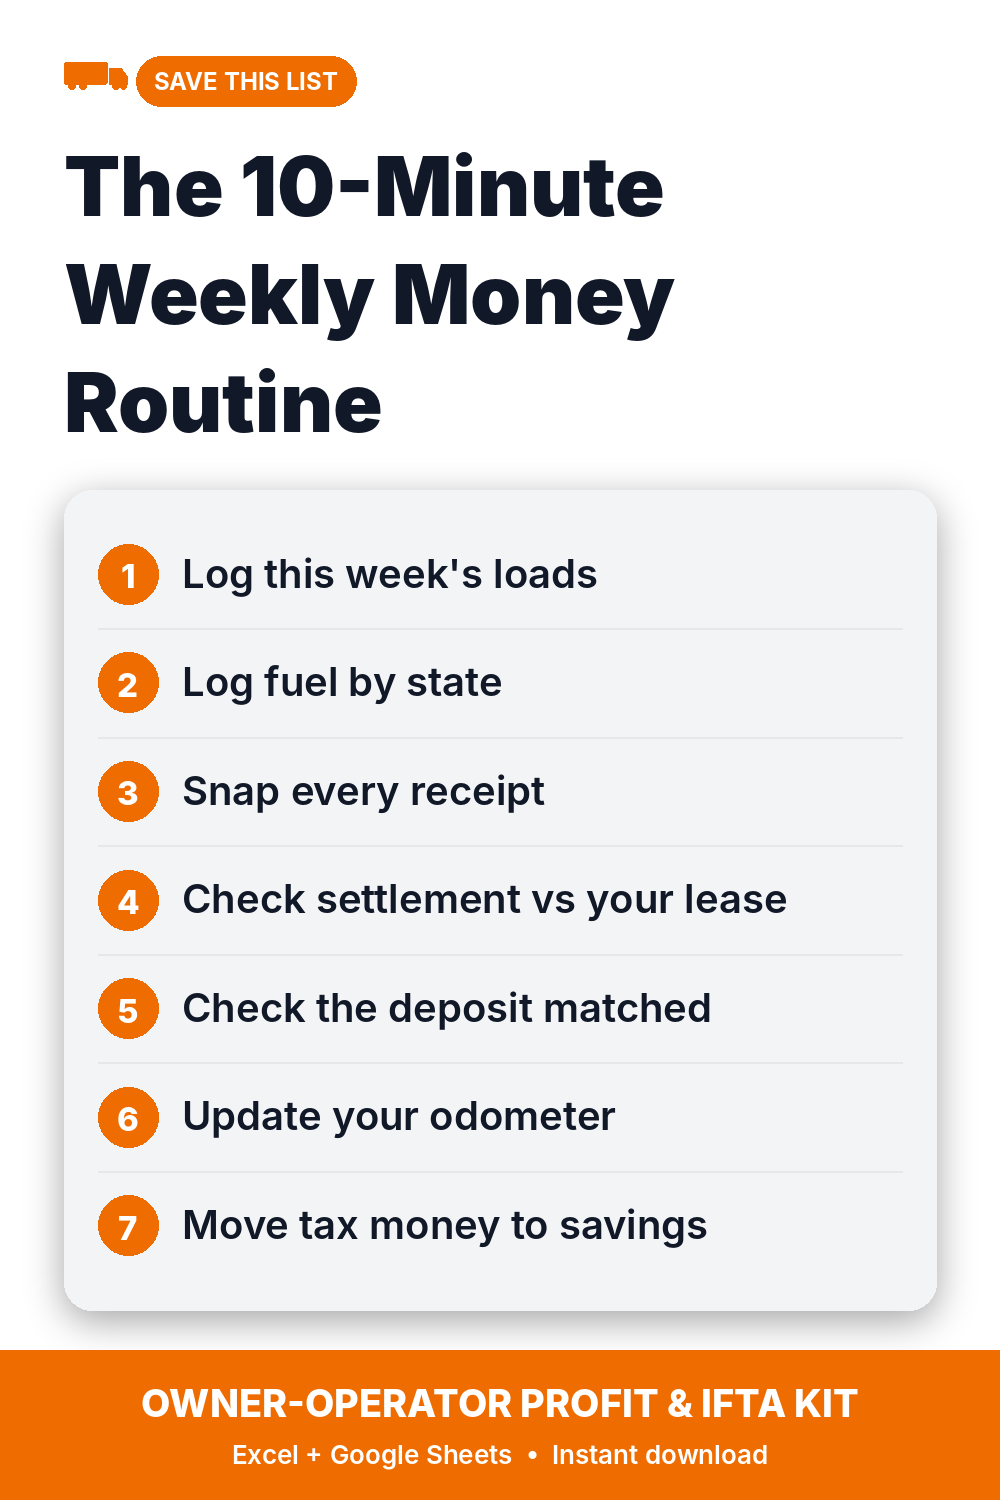 SAVE THIS LIST
The 10-Minute
Weekly Money
Routine
1 Log this week's loads
2 Log fuel by state
3 Snap every receipt
4 Check settlement vs your lease
5 Check the deposit matched
6 Update your odometer
7 Move tax money to savings
OWNER-OPERATOR PROFIT & IFTA KIT
Excel + Google Sheets • Instant download